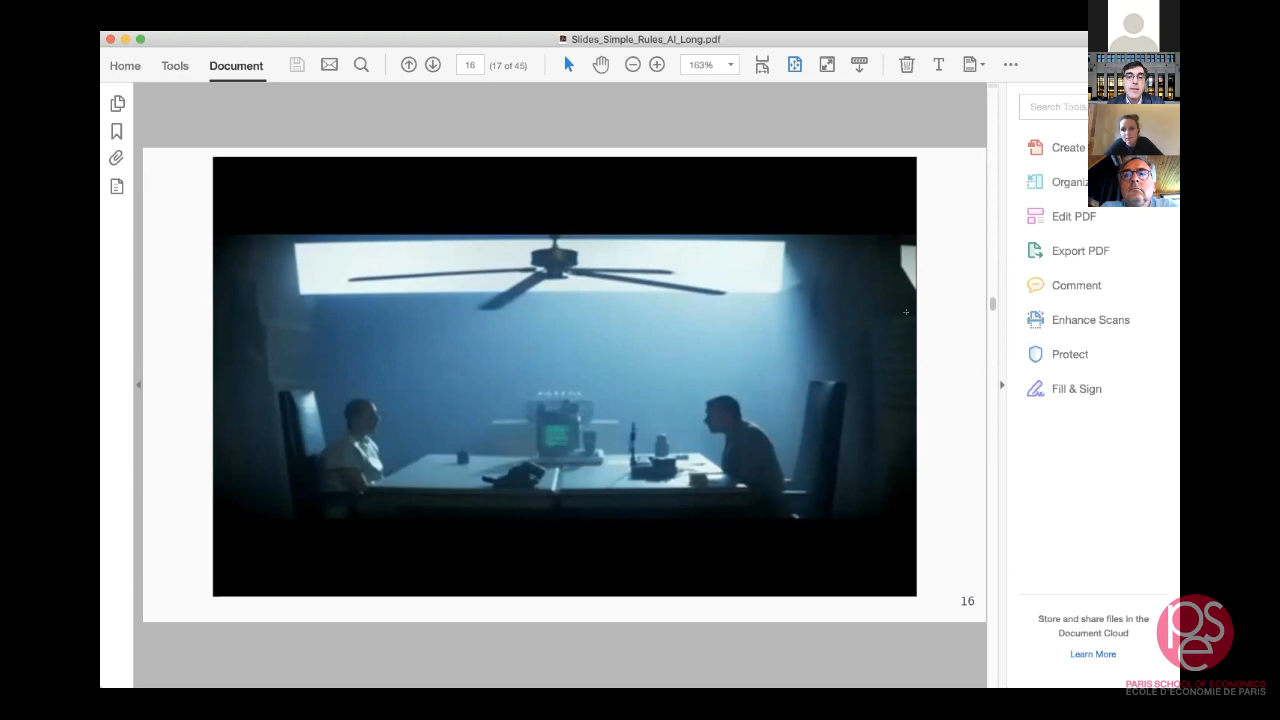 Slides_Simple_Rules_AI_Long.pdf
Home Tools Document 16 (17 of 45) 163%
Search Tools
Create
Organiz
Edit PDF
Export PDF
Comment
Enhance Scans
Protect
Fill & Sign
16
Store and share files in the
Document Cloud
Learn More
pse
PARIS SCHOOL OF ECONOMICS
ECOLE D'ECONOMIE DE PARIS